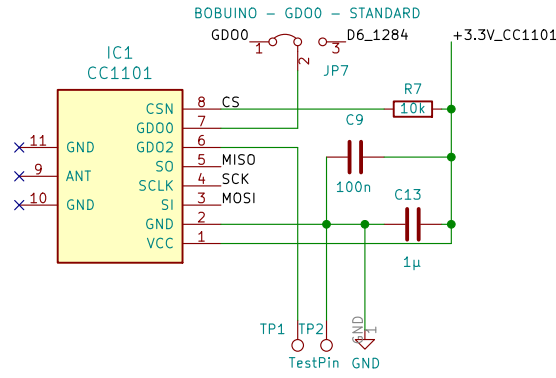 BOBUINO – GDO0 – STANDARD
GDO0 1 2 3 D6_1284
JP7
+3.3V_CC1101
IC1
CC1101
CSN 8 CS
GDO0 7
GDO2 6
SO 5 MISO
SCLK 4 SCK
SI 3 MOSI
GND 2
VCC 1
11 GND
9 ANT
10 GND
R7
10k
C9
100n
C13
1µ
TP1 TP2
TestPin
GND
1
GND